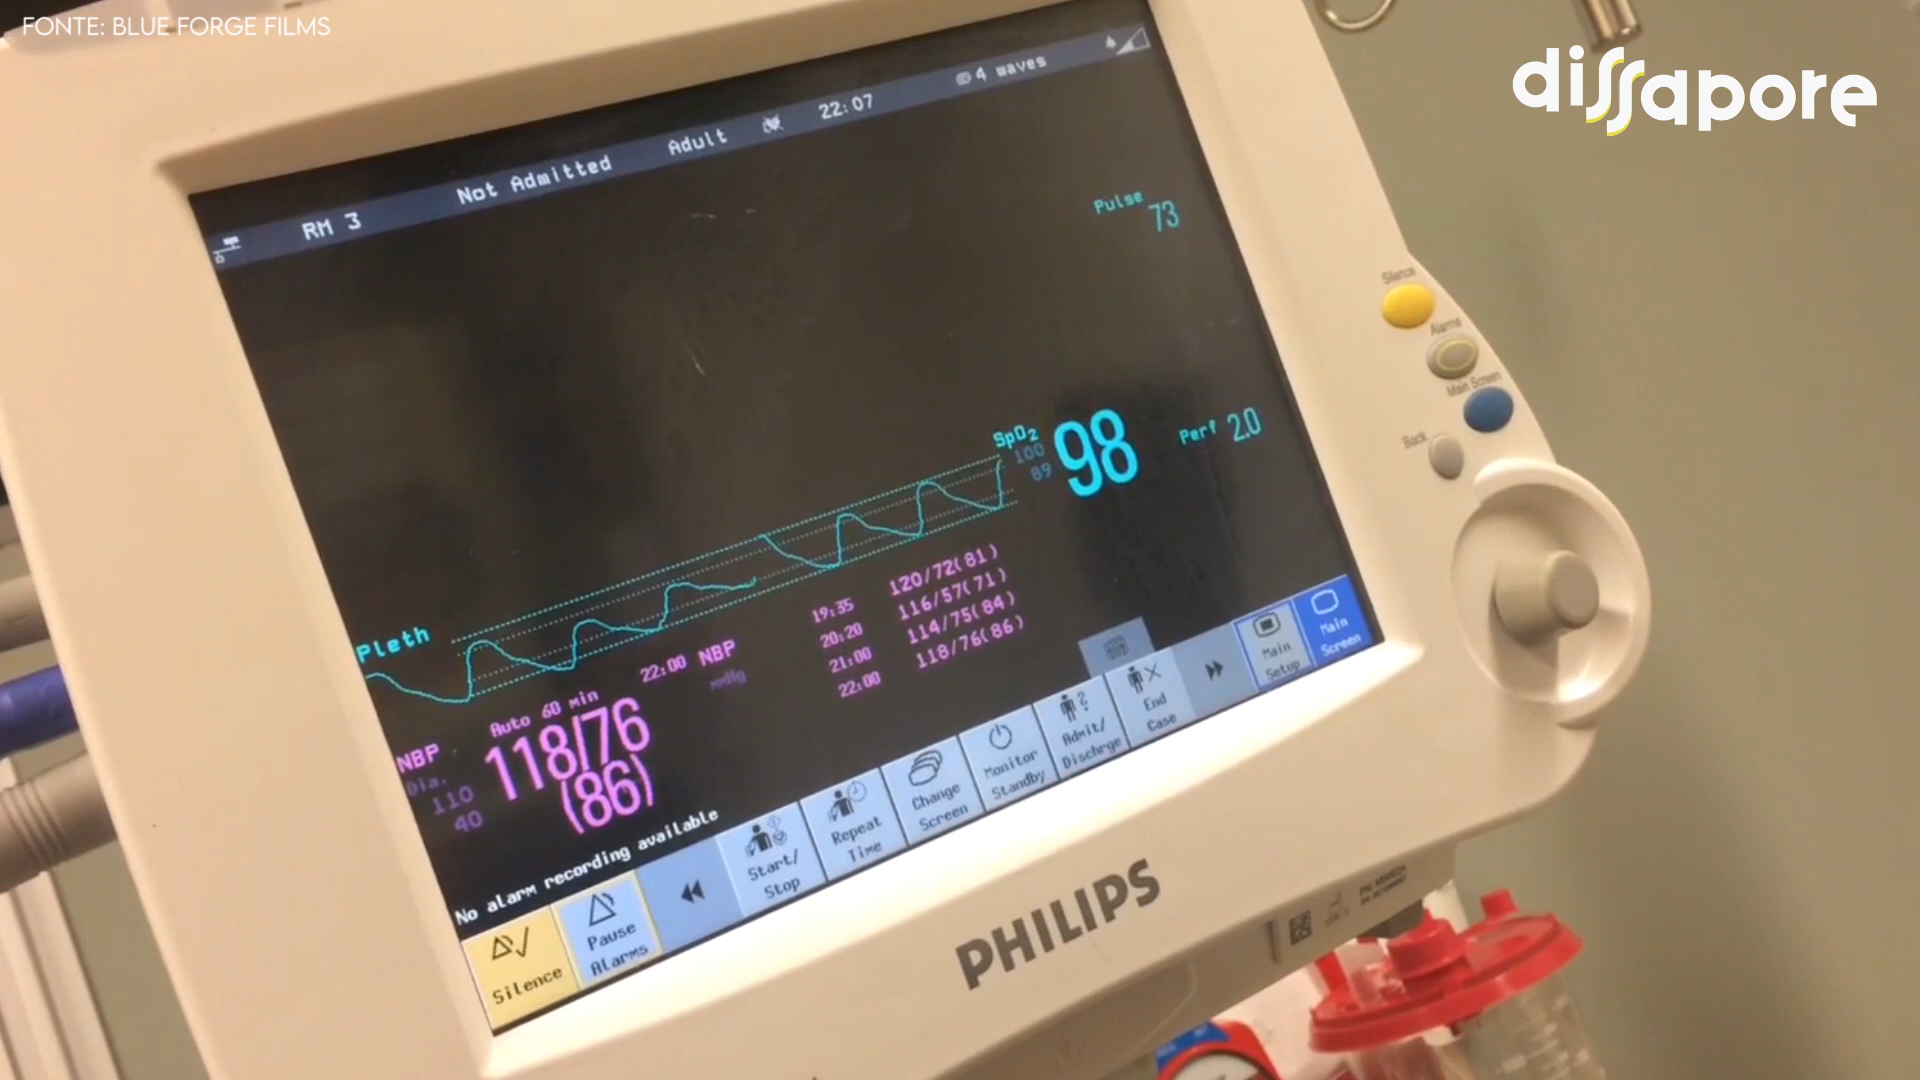 FONTE: BLUE FORGE FILMS
dissapore
RM 3 Not Admitted Adult 22:07 4 waves
Pulse 73
Silence
Alarms
Main Screen
Back
SpO₂ 98
100
89
Perf 2.0
Pleth
22:00 NBP
mmHg
19:35 120/72(81)
20:20 116/57(71)
21:00 114/75(84)
22:00 118/76(86)
NBP Auto 60 min
Dia.
110
40
118/76
(86)
No alarm recording available
Silence
Pause Alarms
Start/ Stop
Repeat Time
Change Screen
Monitor Standby
Admit/ Dischrge
End Case
Main Setup
Main Screen
PHILIPS